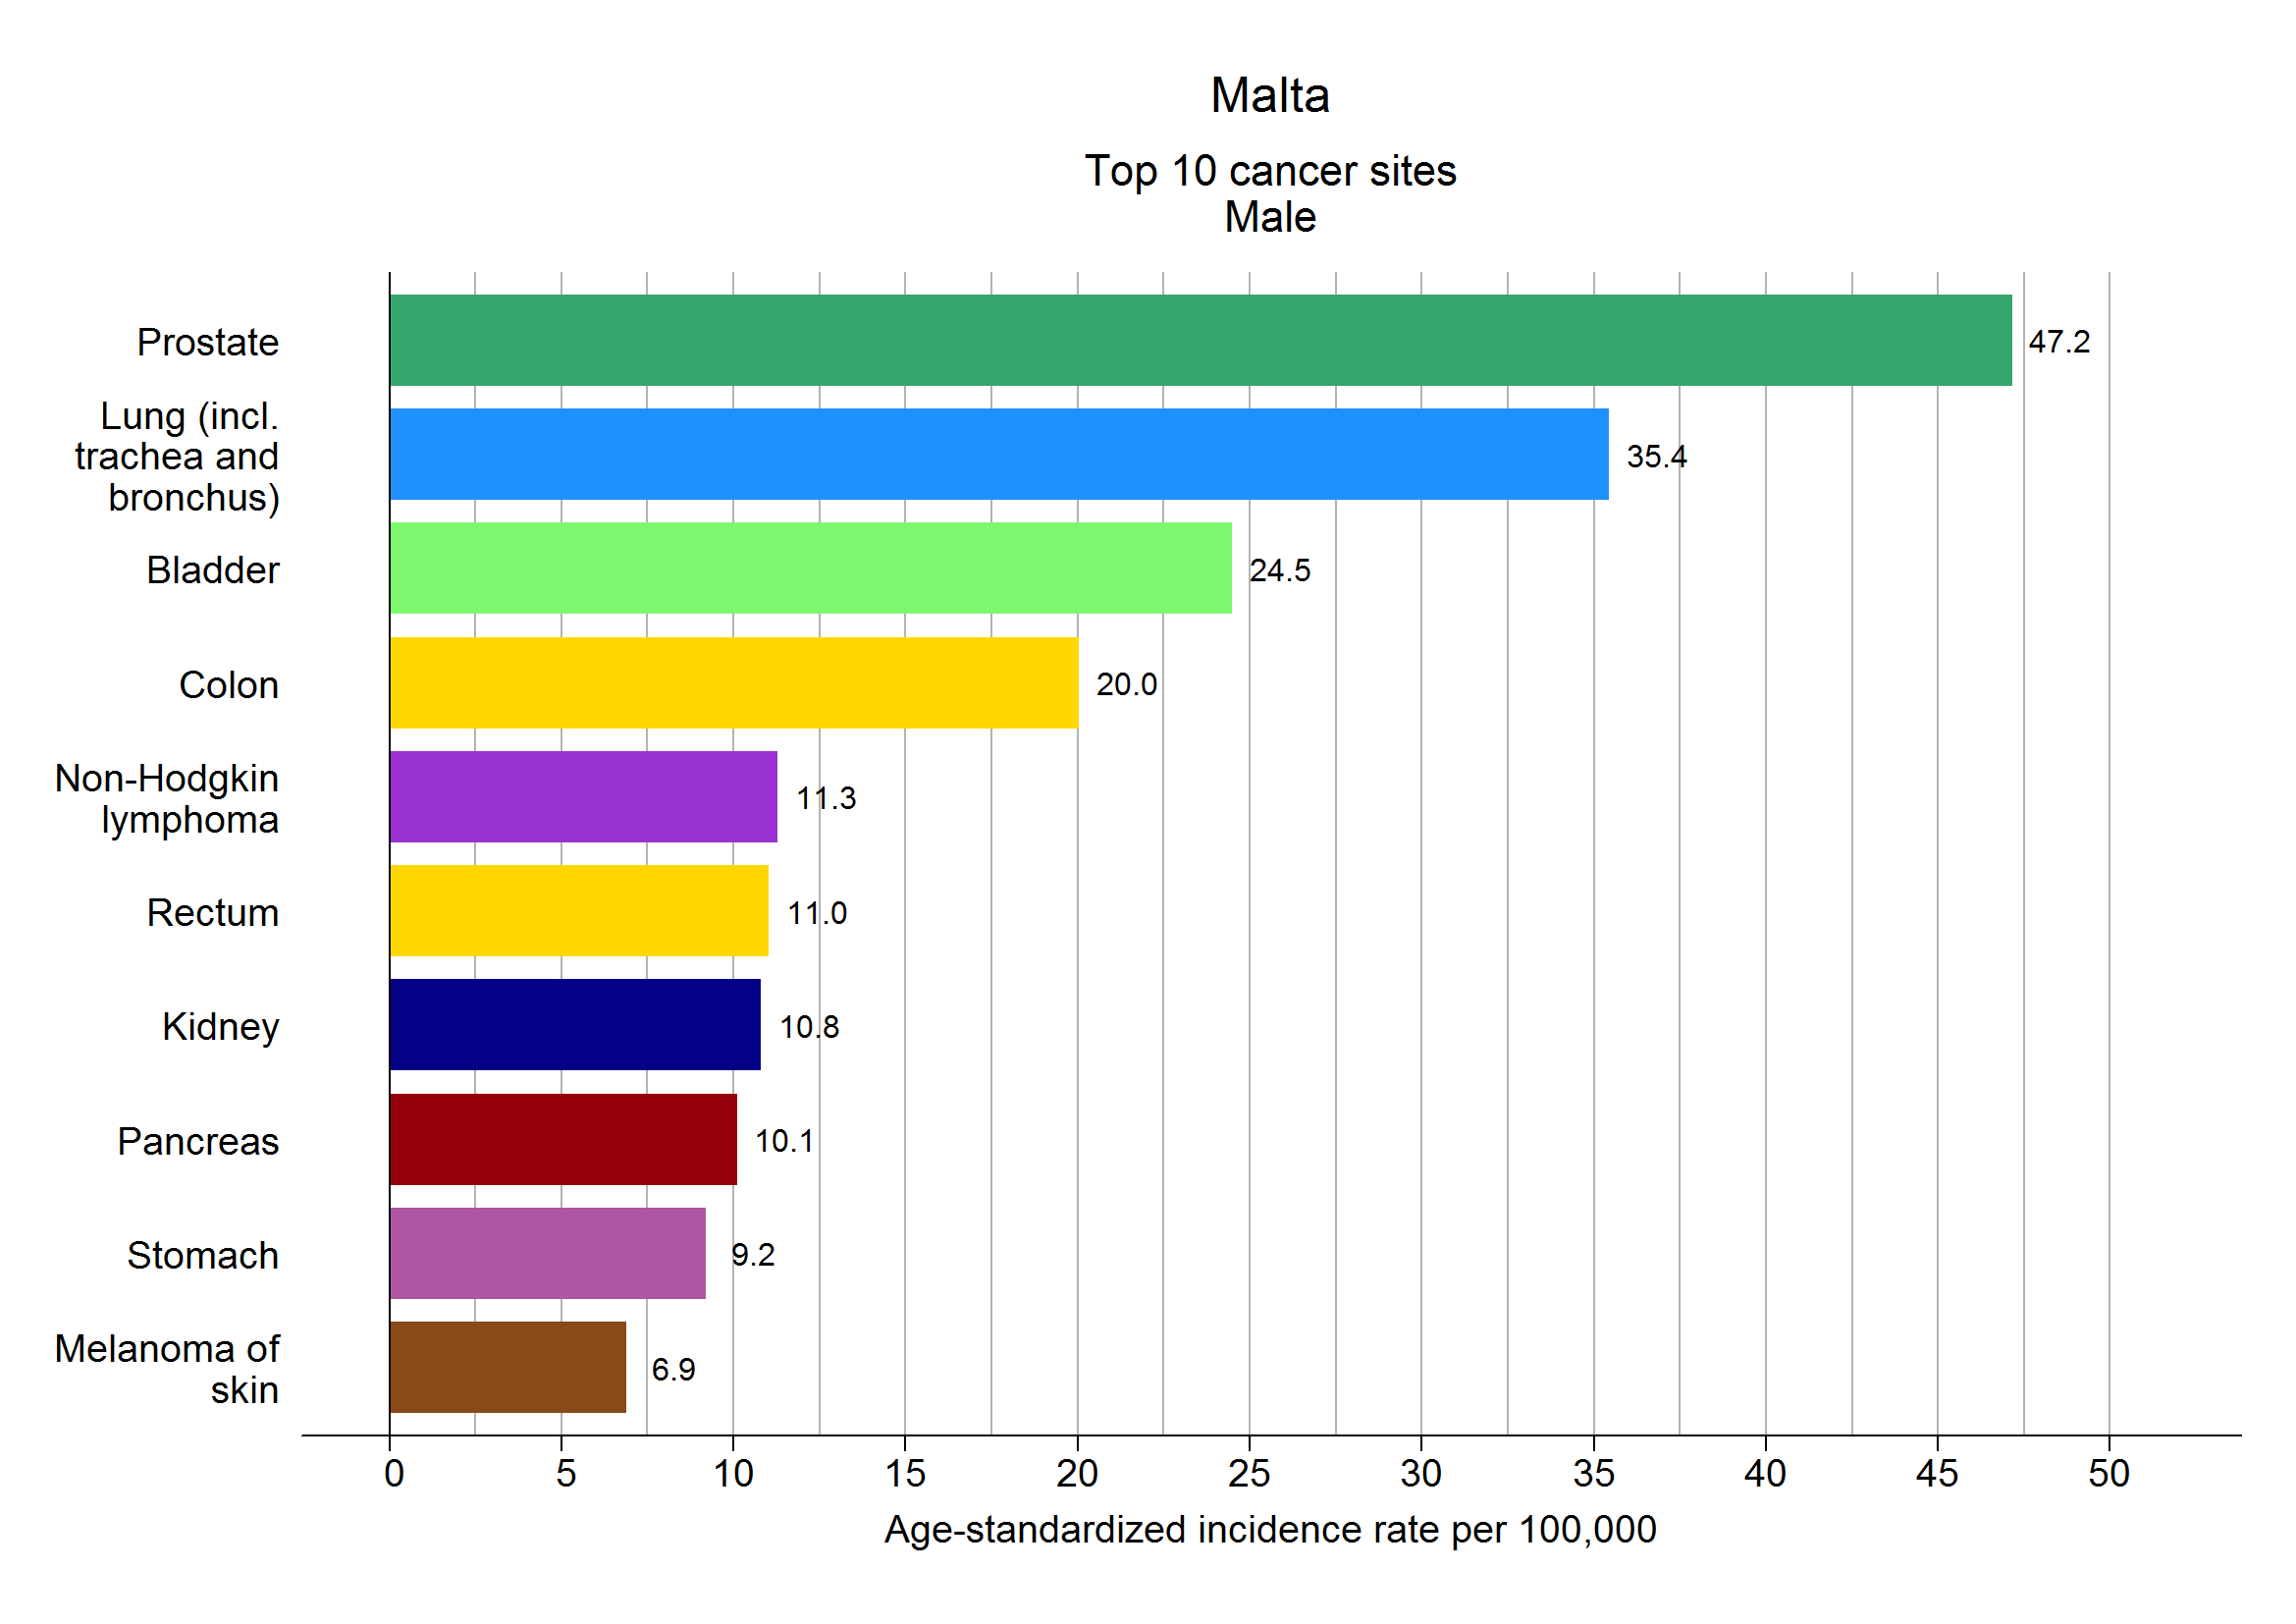 Malta
Top 10 cancer sites
Male
Prostate
47.2
Lung (incl.
trachea and
bronchus)
35.4
Bladder
24.5
Colon
20.0
Non-Hodgkin
lymphoma
11.3
Rectum
11.0
Kidney
10.8
Pancreas
10.1
Stomach
9.2
Melanoma of
skin
6.9
0 5 10 15 20 25 30 35 40 45 50
Age-standardized incidence rate per 100,000